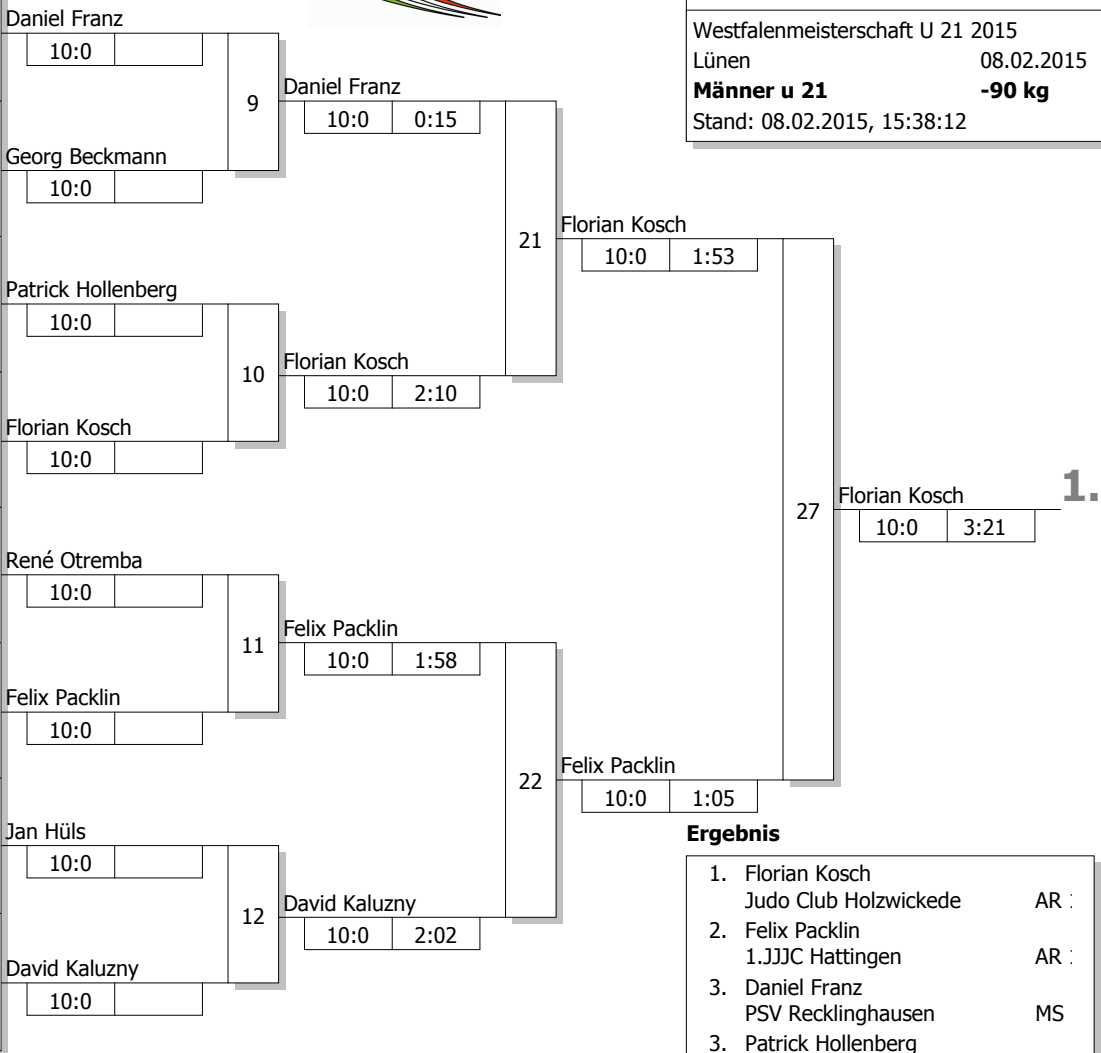 Westfalenmeisterschaft U 21 2015
Lünen 08.02.2015
Männer u 21 -90 kg
Stand: 08.02.2015, 15:38:12
Daniel Franz
10:0
9
Georg Beckmann
10:0
Daniel Franz
10:0 0:15
21
Patrick Hollenberg
10:0
10
Florian Kosch
10:0
Florian Kosch
10:0 2:10
Florian Kosch
10:0 1:53
27
Florian Kosch 1.
10:0 3:21
René Otremba
10:0
11
Felix Packlin
10:0
Felix Packlin
10:0 1:58
22
Jan Hüls
10:0
12
David Kaluzny
10:0
David Kaluzny
10:0 2:02
Felix Packlin
10:0 1:05
Ergebnis
1. Florian Kosch
Judo Club Holzwickede AR
2. Felix Packlin
1.JJJC Hattingen AR
3. Daniel Franz
PSV Recklinghausen MS
3. Patrick Hollenberg